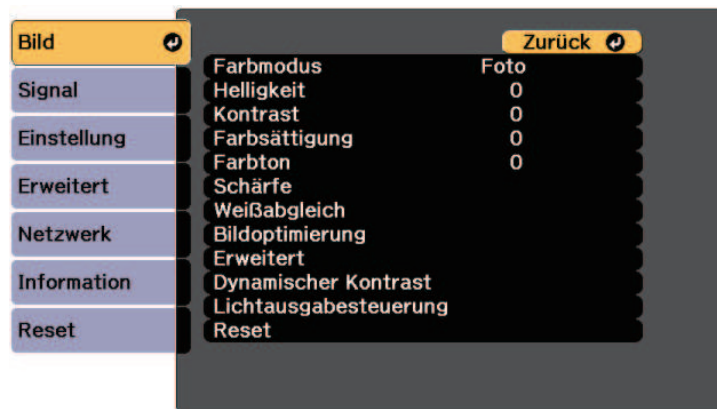 Bild
Signal
Einstellung
Erweitert
Netzwerk
Information
Reset
Zurück
Farbmodus Foto
Helligkeit 0
Kontrast 0
Farbsättigung 0
Farbton 0
Schärfe
Weißabgleich
Bildoptimierung
Erweitert
Dynamischer Kontrast
Lichtausgabesteuerung
Reset